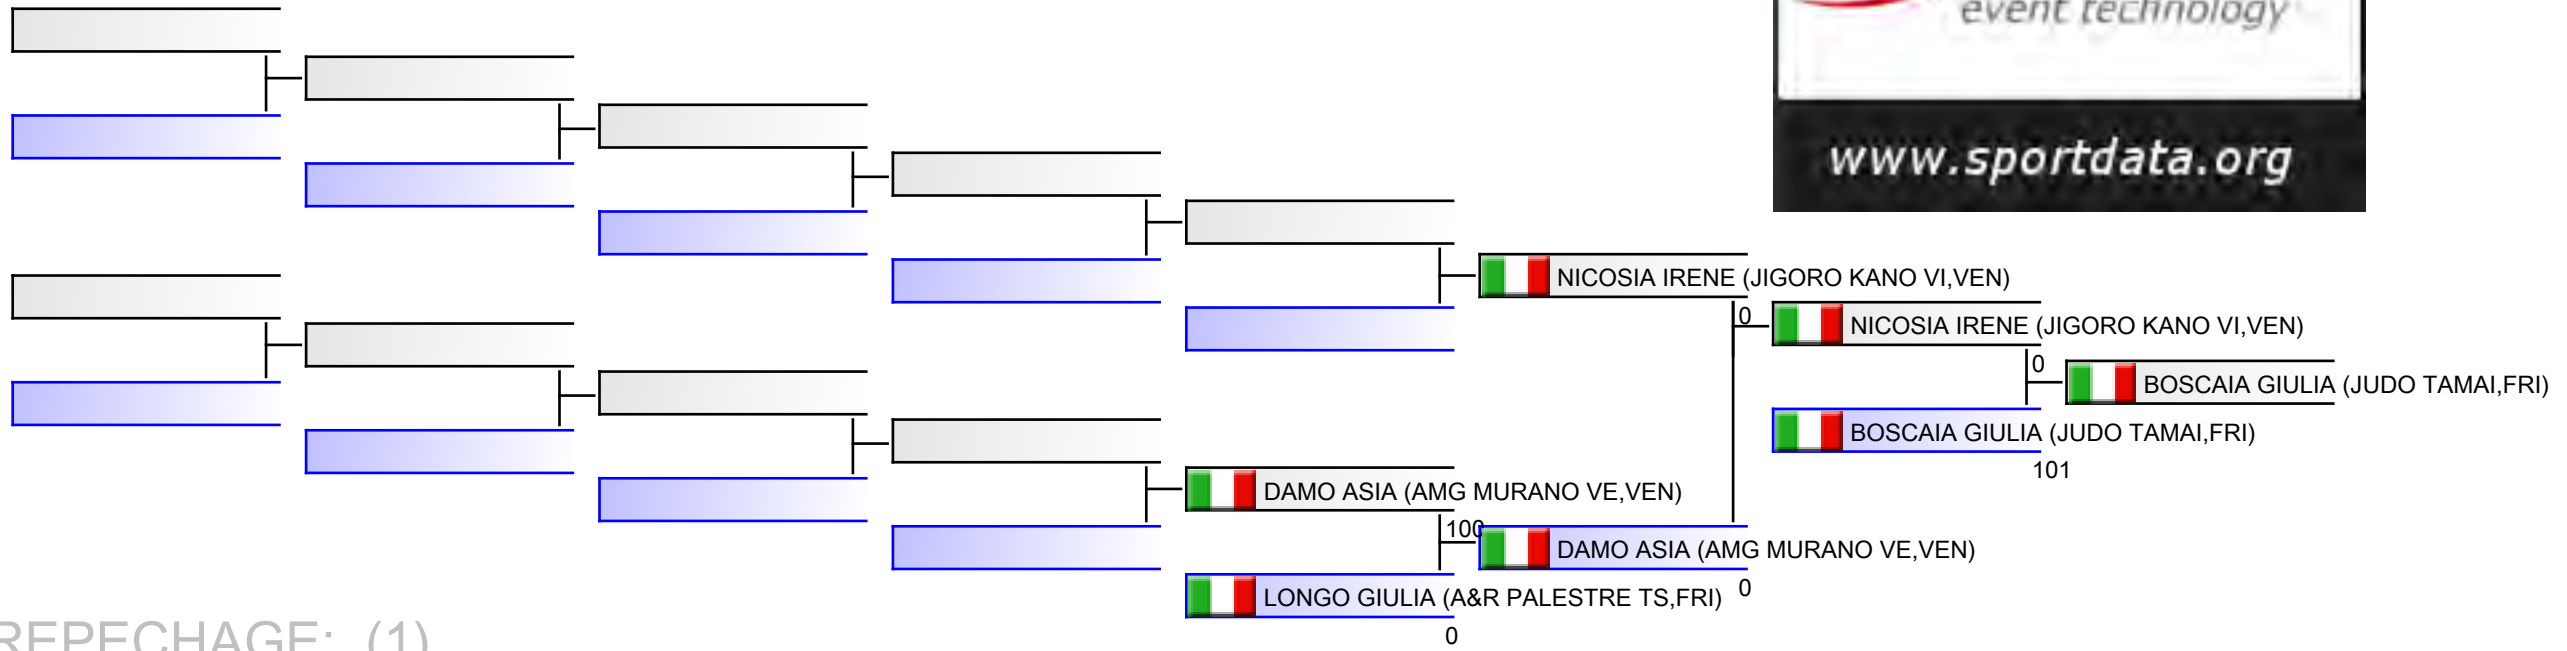 event technology
www.sportdata.org
NICOSIA IRENE (JIGORO KANO VI,VEN)
0
NICOSIA IRENE (JIGORO KANO VI,VEN)
0
BOSCAIA GIULIA (JUDO TAMAI,FRI)
BOSCAIA GIULIA (JUDO TAMAI,FRI)
101
DAMO ASIA (AMG MURANO VE,VEN)
100
DAMO ASIA (AMG MURANO VE,VEN)
0
LONGO GIULIA (A&R PALESTRE TS,FRI)
0
REPECHAGE: (1)